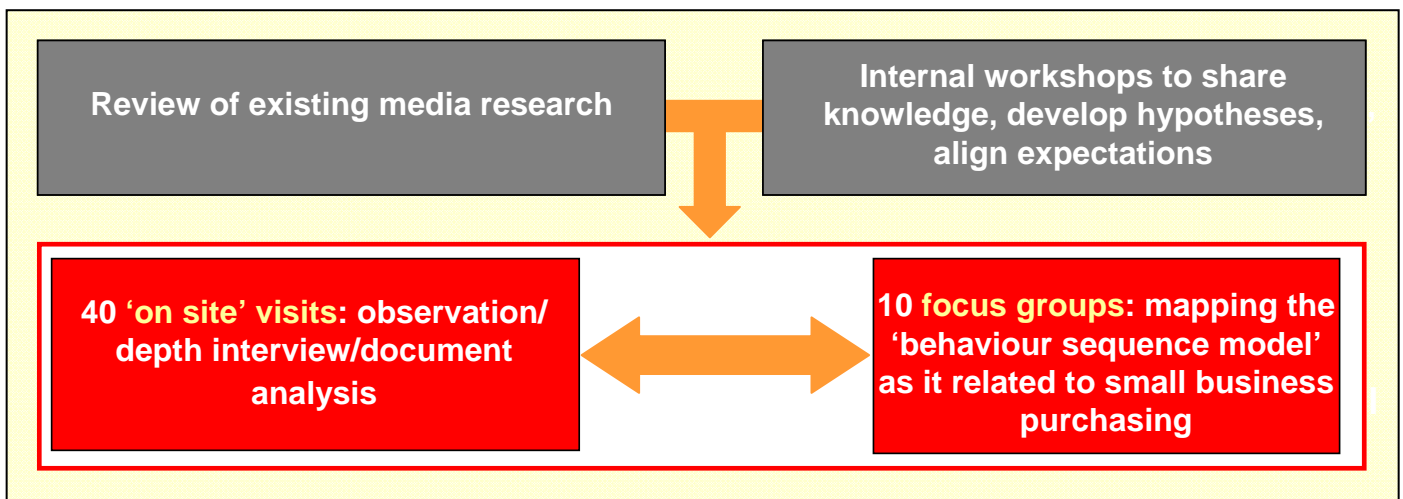 Review of existing media research
Internal workshops to share
knowledge, develop hypotheses,
align expectations
40 ‘on site’ visits: observation/
depth interview/document
analysis
10 focus groups: mapping the
‘behaviour sequence model’
as it related to small business
purchasing